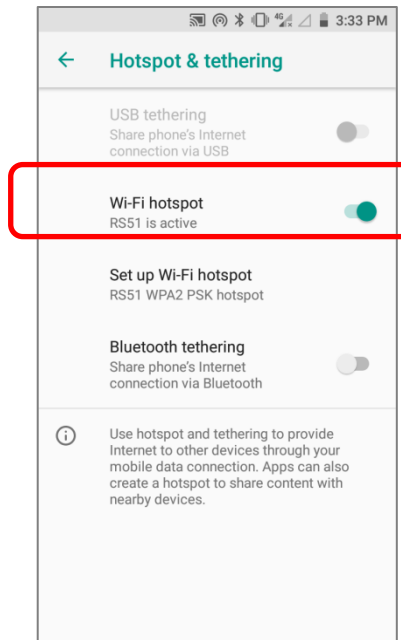 4G 3:33 PM
Hotspot & tethering
USB tethering
Share phone's Internet
connection via USB
Wi-Fi hotspot
RS51 is active
Set up Wi-Fi hotspot
RS51 WPA2 PSK hotspot
Bluetooth tethering
Share phone's Internet
connection via Bluetooth
Use hotspot and tethering to provide
Internet to other devices through your
mobile data connection. Apps can also
create a hotspot to share content with
nearby devices.